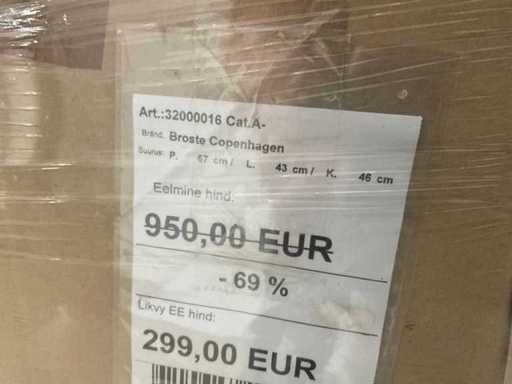 Art.:32000016 Cat.A-
Bränd. Broste Copenhagen
Suurus: P. 67 cm / L. 43 cm / K. 46 cm
Eelmine hind:
950,00 EUR
- 69 %
Likvy EE hind:
299,00 EUR